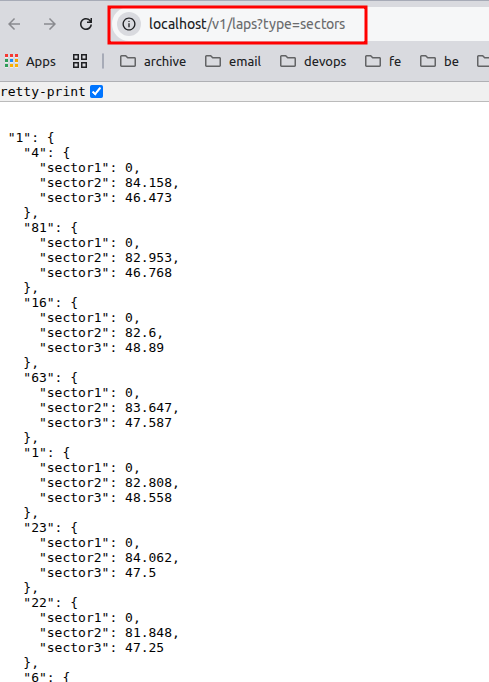 localhost/v1/laps?type=sectors
Apps archive email devops fe be
retty-print
"1": {
"4": {
"sector1": 0,
"sector2": 84.158,
"sector3": 46.473
},
"81": {
"sector1": 0,
"sector2": 82.953,
"sector3": 46.768
},
"16": {
"sector1": 0,
"sector2": 82.6,
"sector3": 48.89
},
"63": {
"sector1": 0,
"sector2": 83.647,
"sector3": 47.587
},
"1": {
"sector1": 0,
"sector2": 82.808,
"sector3": 48.558
},
"23": {
"sector1": 0,
"sector2": 84.062,
"sector3": 47.5
},
"22": {
"sector1": 0,
"sector2": 81.848,
"sector3": 47.25
},
"6": {